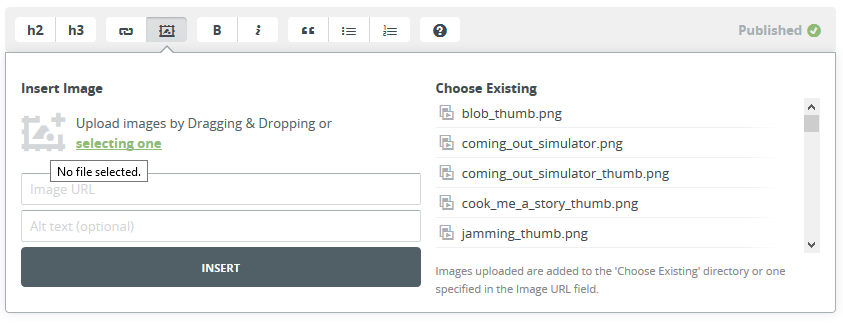 h2 h3 B i “ ? Published
Insert Image
Upload images by Dragging & Dropping or
selecting one
No file selected.
Image URL
Alt text (optional)
INSERT
Choose Existing
blob_thumb.png
coming_out_simulator.png
coming_out_simulator_thumb.png
cook_me_a_story_thumb.png
jamming_thumb.png
Images uploaded are added to the 'Choose Existing' directory or one
specified in the Image URL field.